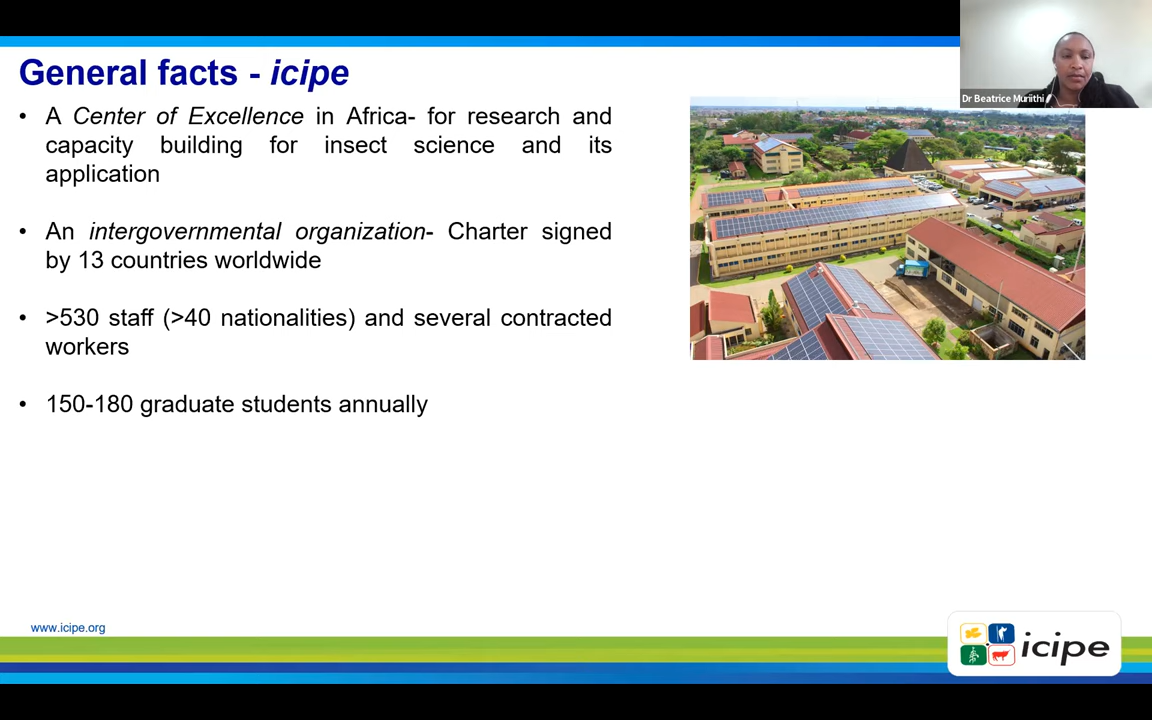 General facts - icipe
Dr Beatrice Muriithi
• A Center of Excellence in Africa- for research and
capacity building for insect science and its
application
• An intergovernmental organization- Charter signed
by 13 countries worldwide
• >530 staff (>40 nationalities) and several contracted
workers
• 150-180 graduate students annually
www.icipe.org
icipe